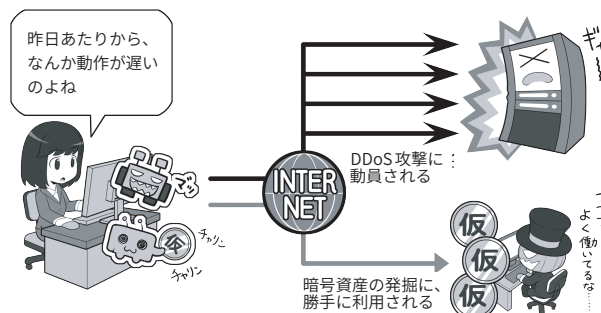 昨日あたりから、
なんか動作が遅い
のよね
チャリン
チャリン
INTER
NET
DDoS攻撃に
動員される
仮
仮
仮
よく働いてるな……
暗号資産の発掘に、
勝手に利用される